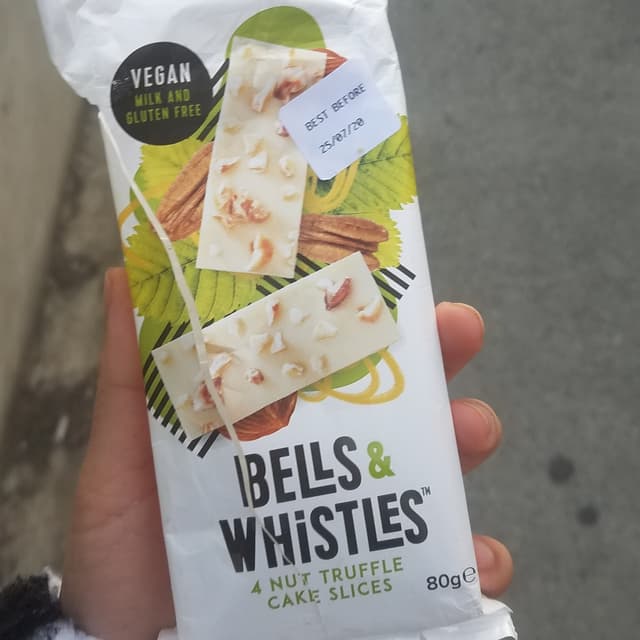 VEGAN
MILK AND
GLUTEN FREE
BEST BEFORE
25/07/20
BELLS &
WHiSTLES™
4 NUT TRUFFLE
CAKE SLICES
80g℮